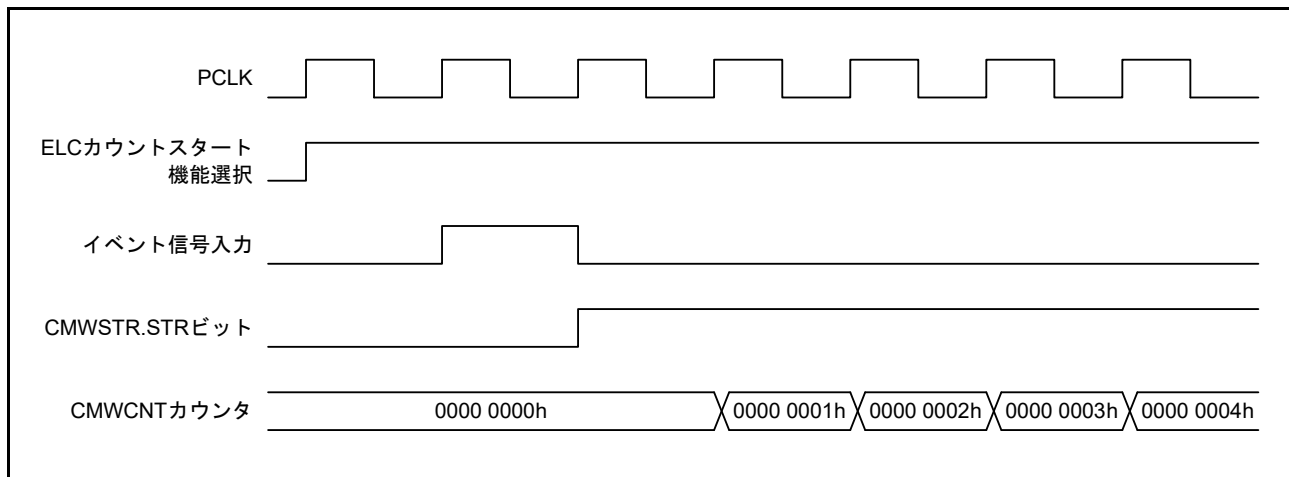 PCLK
ELCカウントスタート
機能選択
イベント信号入力
CMWSTR.STRビット
CMWCNTカウンタ
0000 0000h
0000 0001h
0000 0002h
0000 0003h
0000 0004h